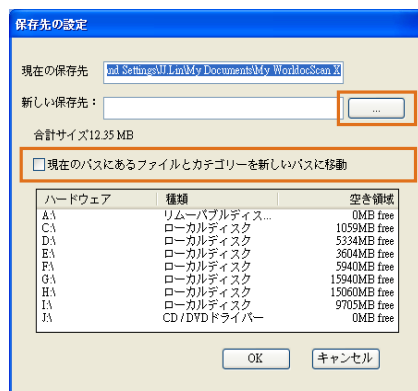 保存先の設定
現在の保存先 nd Settings\JJ.Lin\My Documents\My WorldocScan X
新しい保存先： ...
合計サイズ12.35 MB
現在のパスにあるファイルとカテゴリーを新しいパスに移動
ハードウェア 種類 空き領域
A:\ リムーバブルディス... 0MB free
C:\ ローカルディスク 1059MB free
D:\ ローカルディスク 5334MB free
E:\ ローカルディスク 3604MB free
F:\ ローカルディスク 5940MB free
G:\ ローカルディスク 15940MB free
H:\ ローカルディスク 15060MB free
I:\ ローカルディスク 9705MB free
J:\ CD / DVDドライバー 0MB free
OK キャンセル